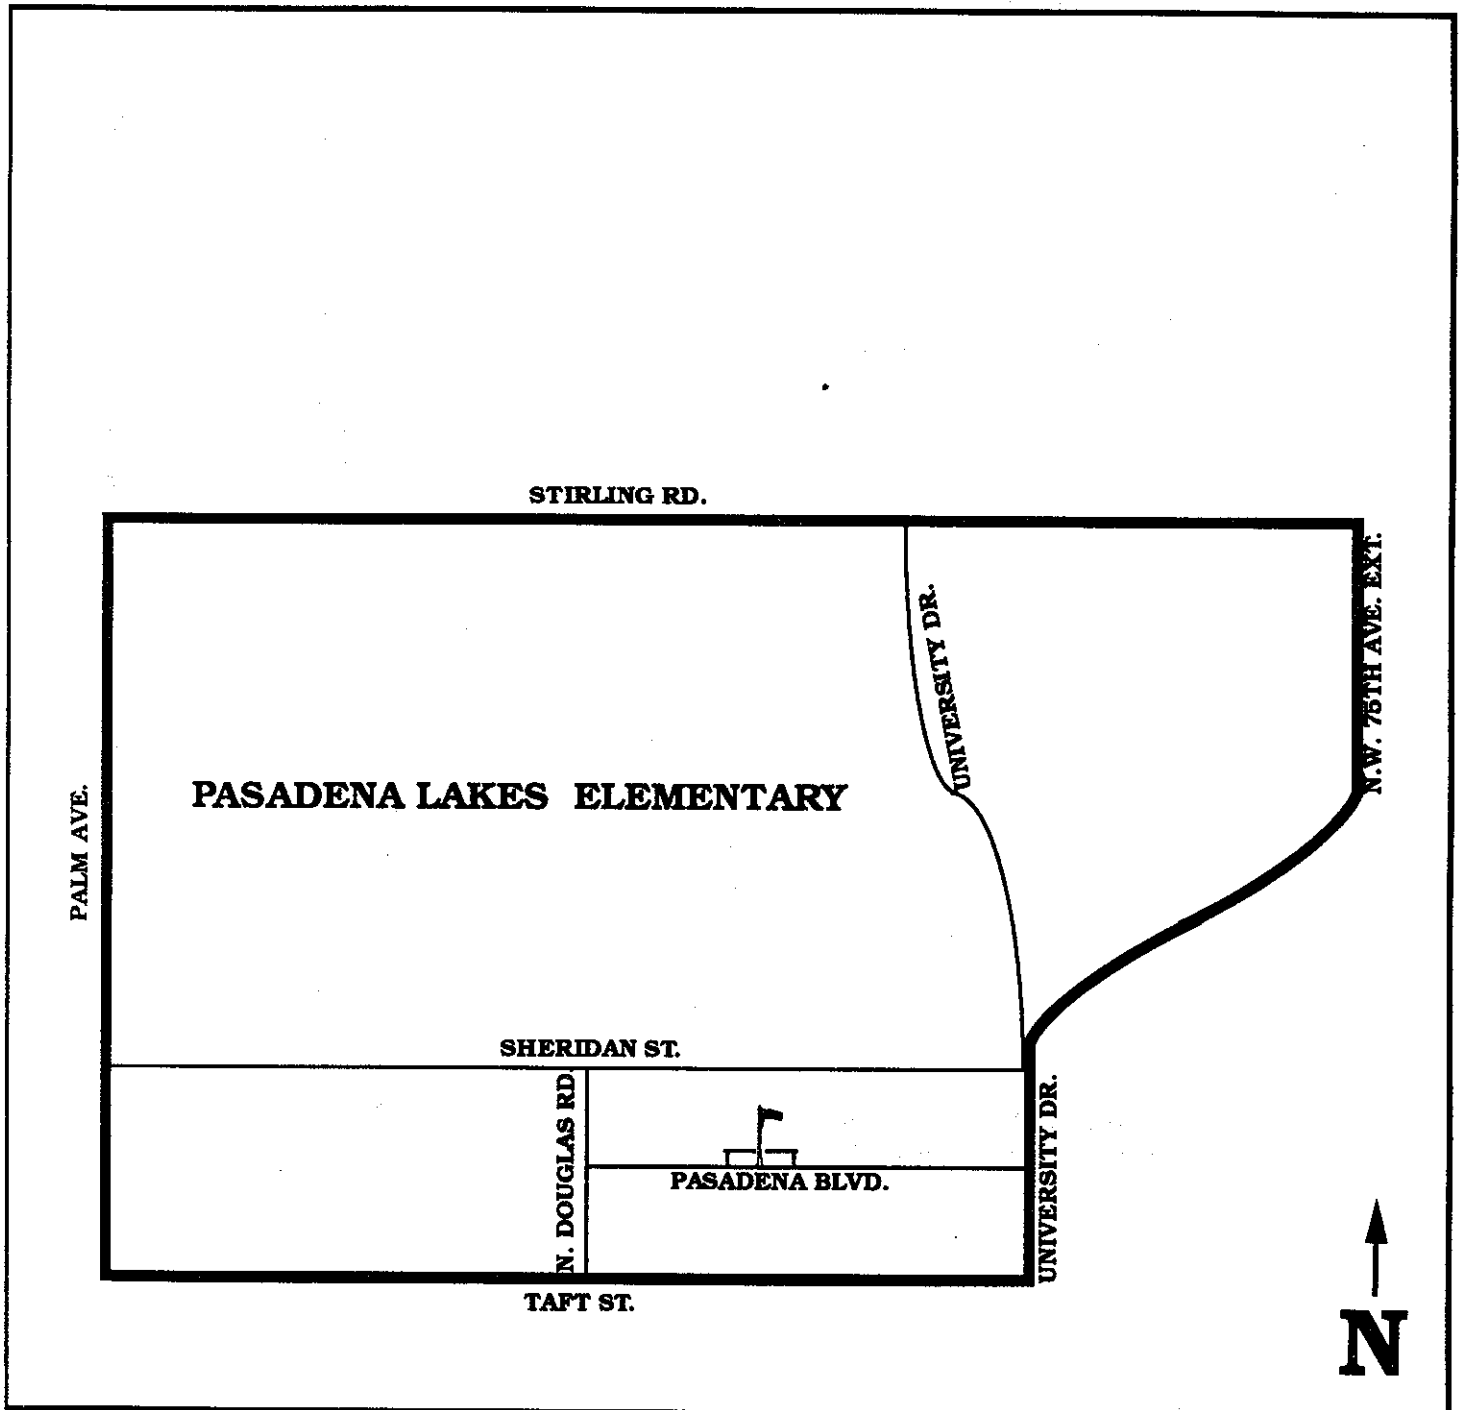 STIRLING RD.
UNIVERSITY DR.
N.W. 75TH AVE. EXT.
PASADENA LAKES ELEMENTARY
PALM AVE.
SHERIDAN ST.
N. DOUGLAS RD.
PASADENA BLVD.
UNIVERSITY DR.
TAFT ST.
N